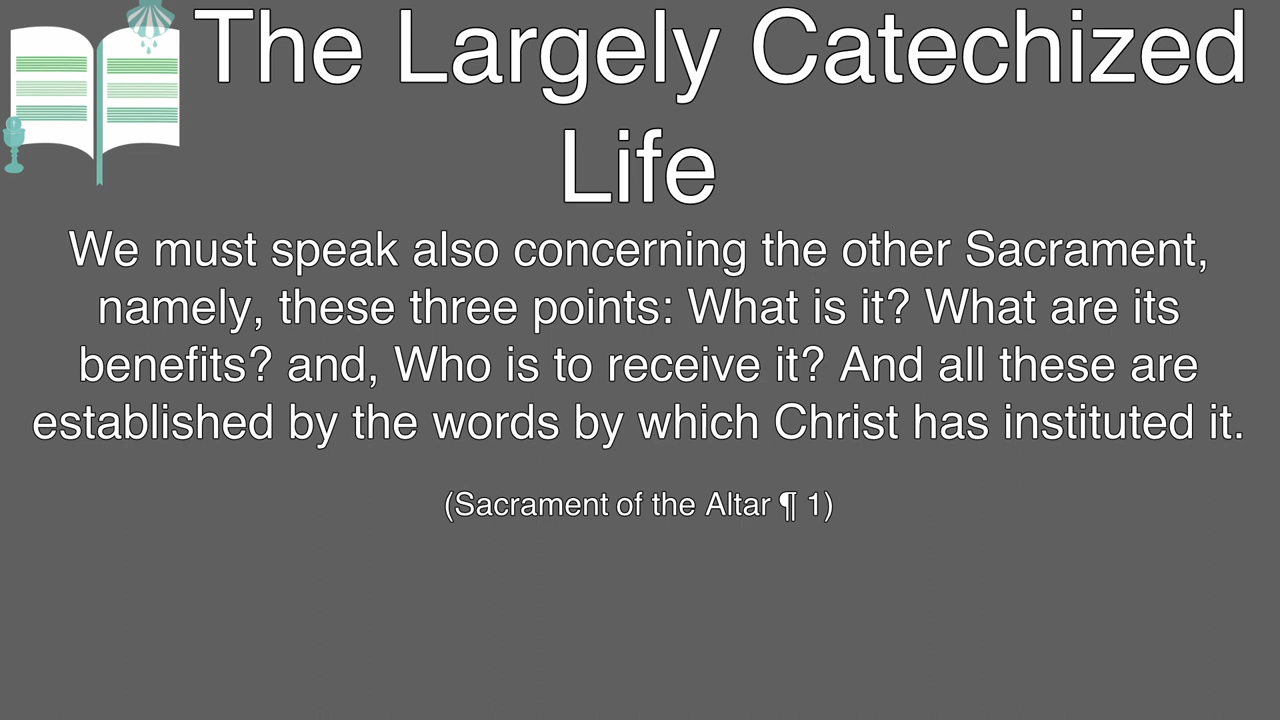 The Largely Catechized
Life
We must speak also concerning the other Sacrament,
namely, these three points: What is it? What are its
benefits? and, Who is to receive it? And all these are
established by the words by which Christ has instituted it.
(Sacrament of the Altar ¶ 1)